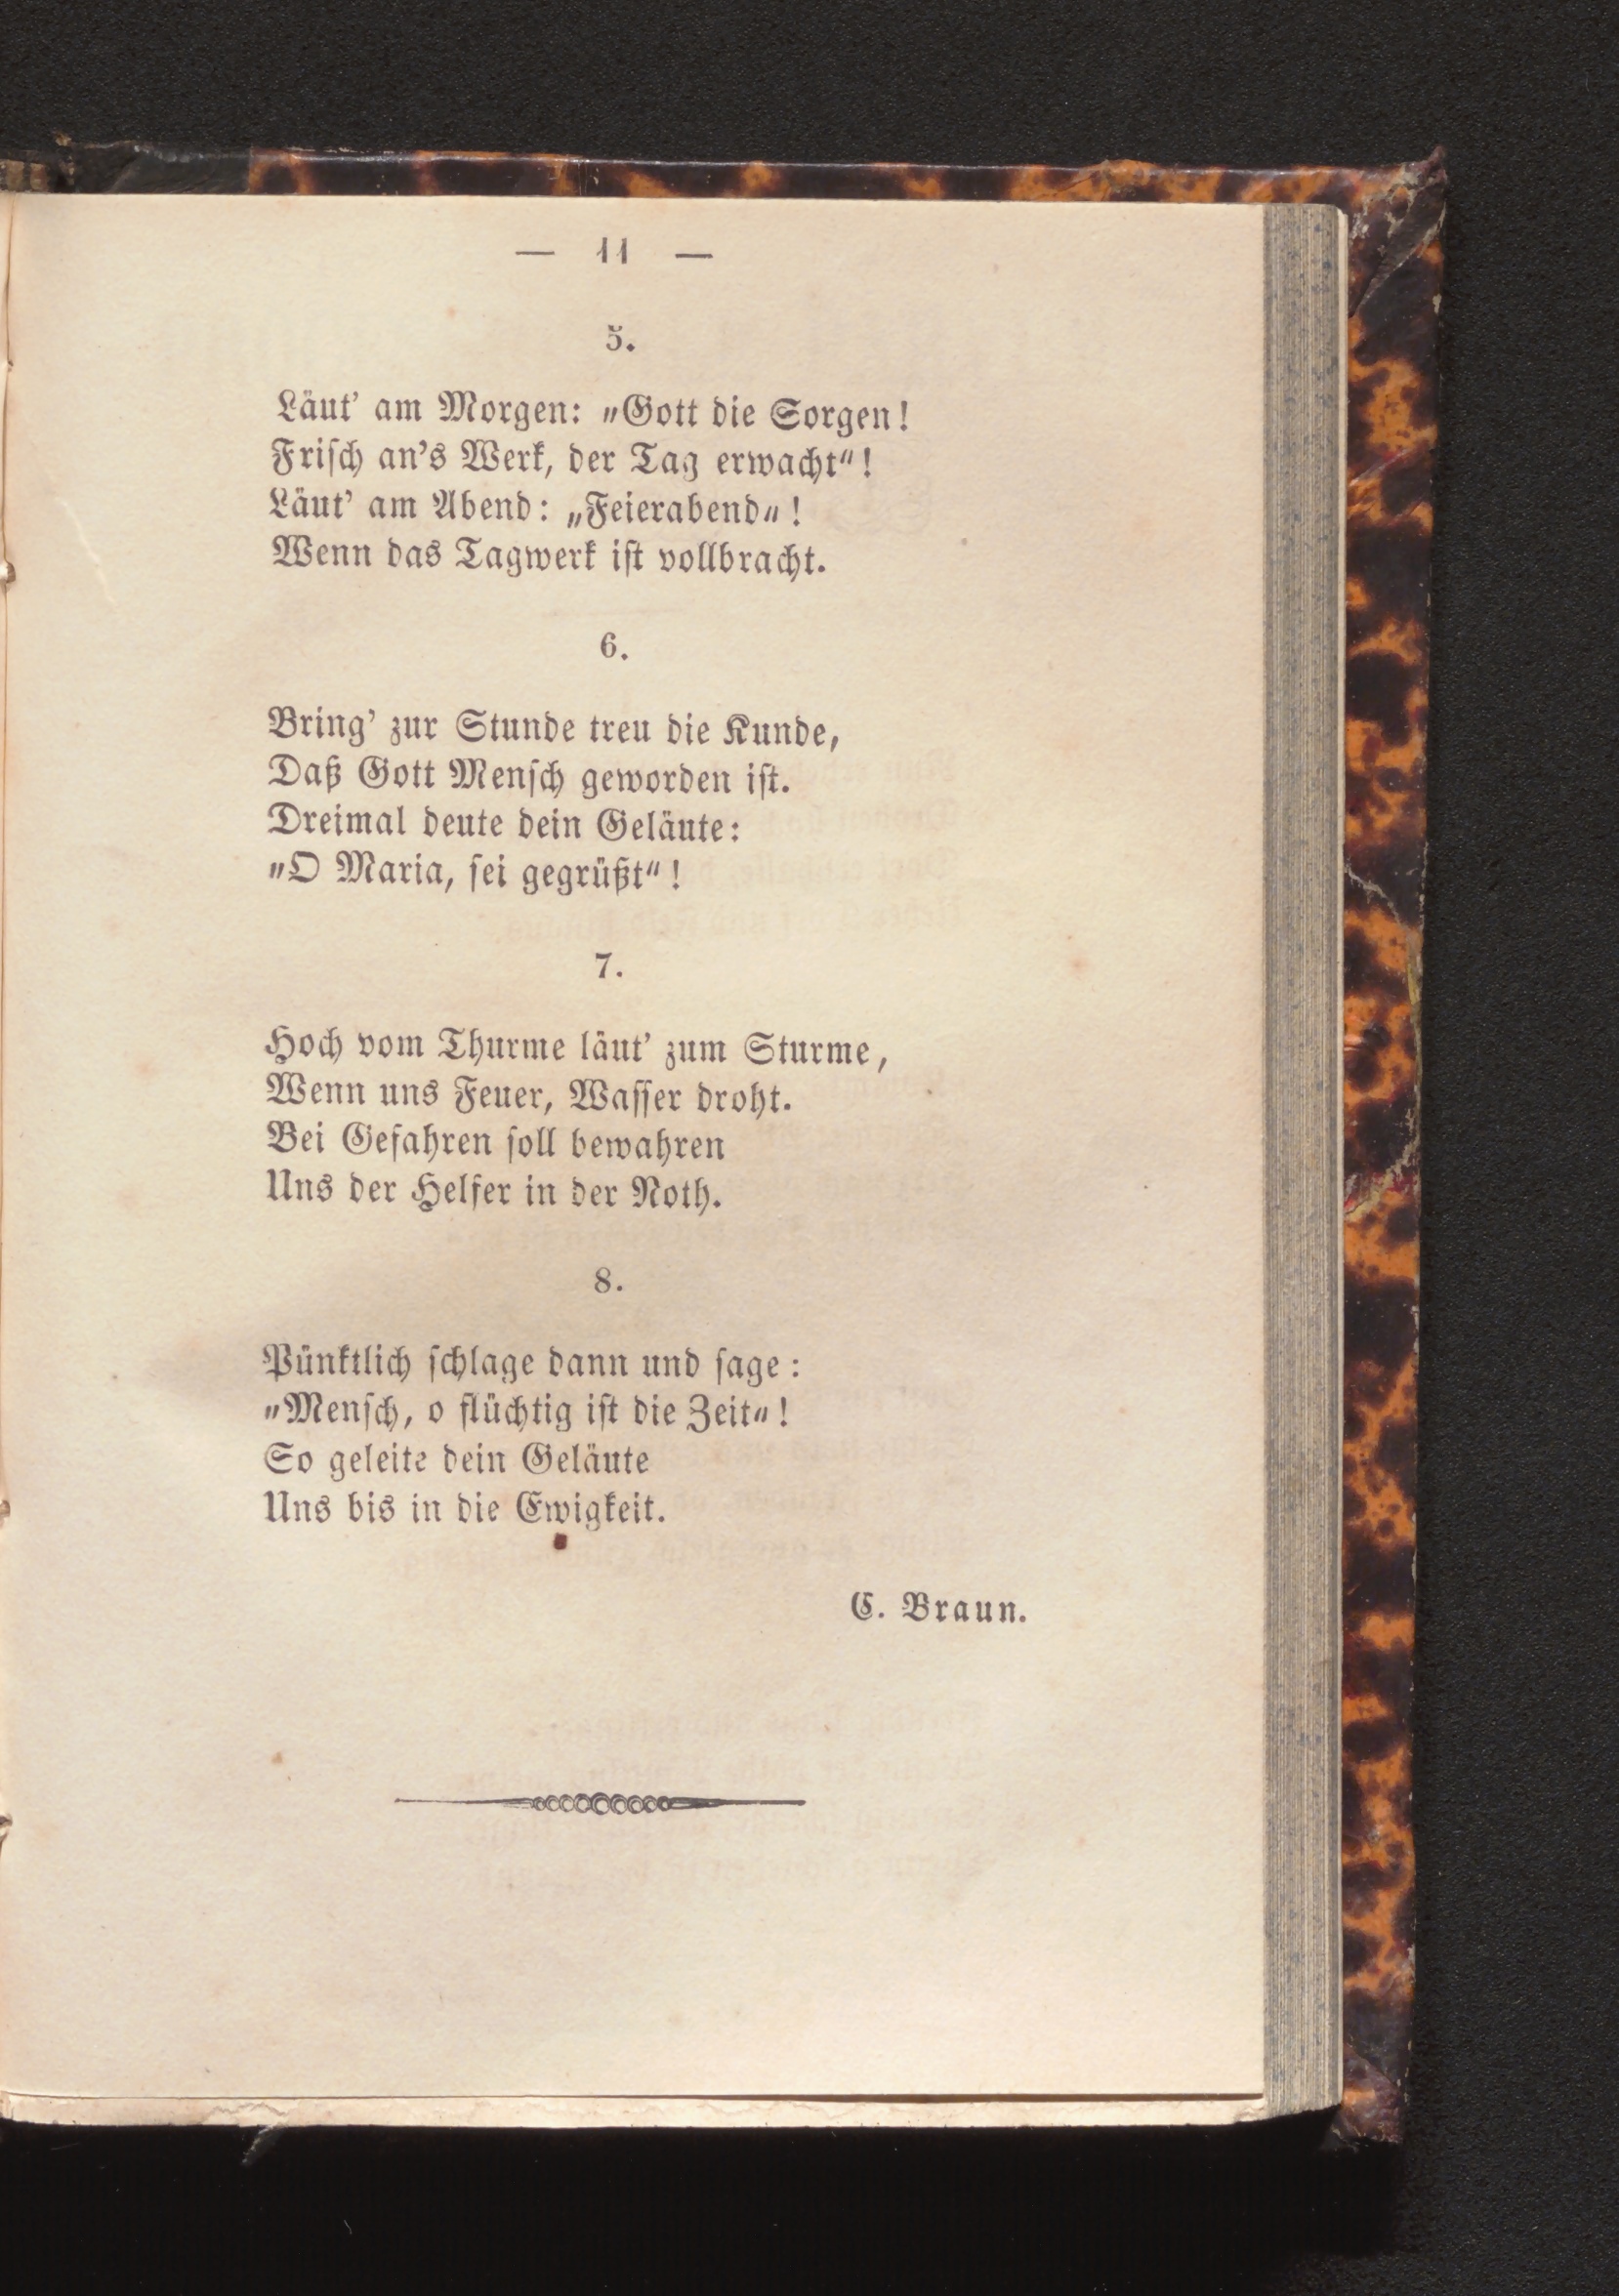 — 11 —
5.
Läut' am Morgen: „Gott die Sorgen!
Frisch an's Werk, der Tag erwacht“!
Läut' am Abend: „Feierabend„!
Wenn das Tagwerk ist vollbracht.
6.
Bring' zur Stunde treu die Kunde,
Daß Gott Mensch geworden ist.
Dreimal deute dein Geläute:
„O Maria, sei gegrüßt“!
7.
Hoch vom Thurme läut' zum Sturme,
Wenn uns Feuer, Wasser droht.
Bei Gefahren soll bewahren
Uns der Helfer in der Noth.
8.
Pünktlich schlage dann und sage:
„Mensch, o flüchtig ist die Zeit„!
So geleite dein Geläute
Uns bis in die Ewigkeit.
C. Braun.